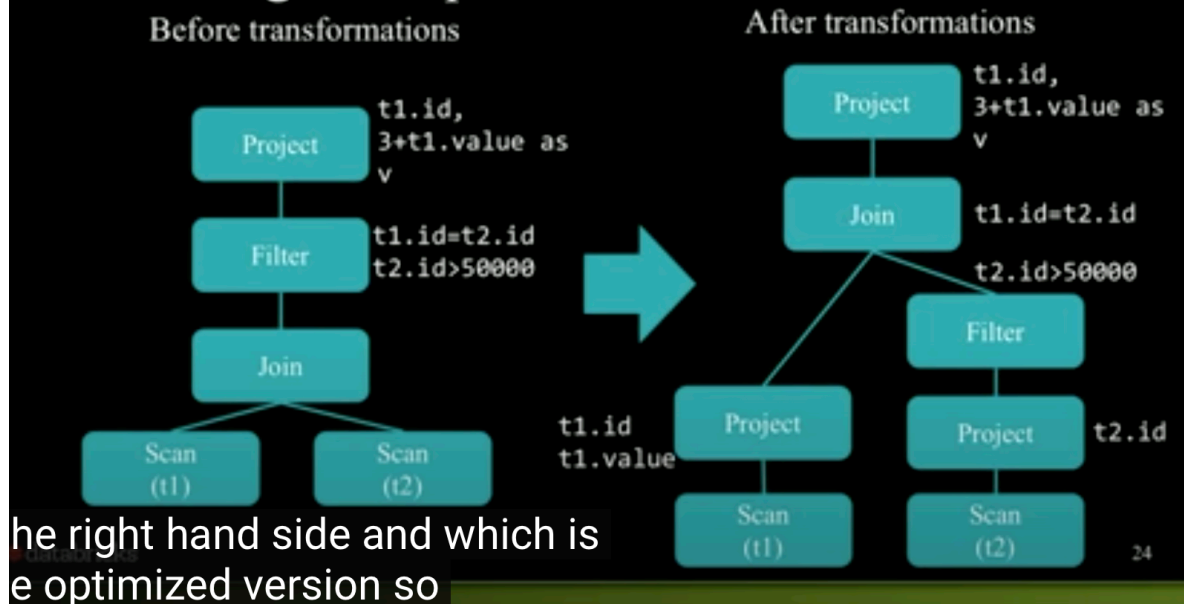 Before transformations
After transformations
Project
t1.id,
3+t1.value as
v
Filter
t1.id=t2.id
t2.id>50000
Join
Scan
(t1)
Scan
(t2)
Project
t1.id,
3+t1.value as
v
Join
t1.id=t2.id
t2.id>50000
Filter
t1.id
t1.value
Project
Project
t2.id
Scan
(t1)
Scan
(t2)
24
he right hand side and which is
e optimized version so